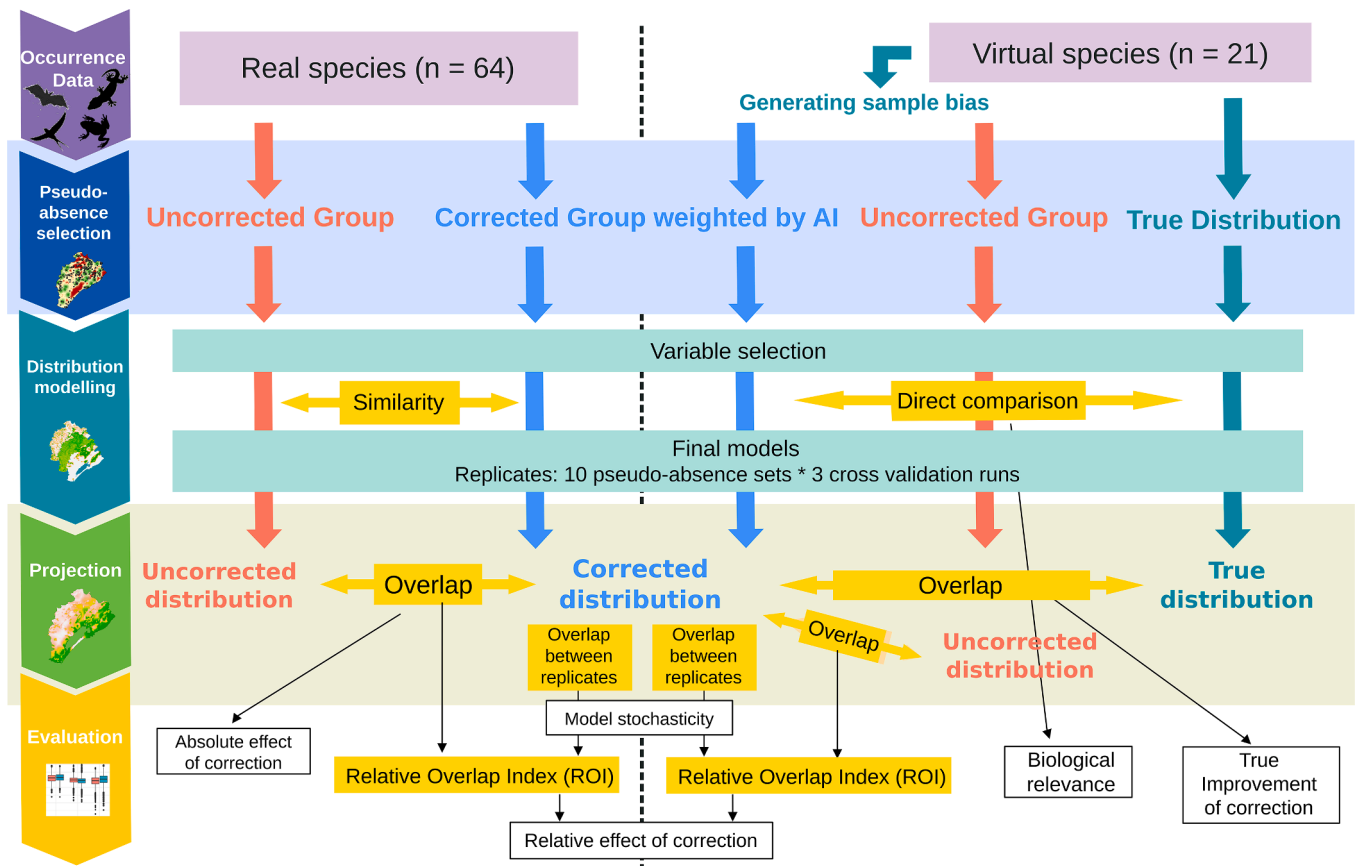 Occurrence
Data
Real species (n = 64)
Virtual species (n = 21)
Generating sample bias
Pseudo-
absence
selection
Uncorrected Group
Corrected Group weighted by AI
Uncorrected Group
True Distribution
Distribution
modelling
Variable selection
Similarity
Direct comparison
Final models
Replicates: 10 pseudo-absence sets * 3 cross validation runs
Projection
Uncorrected
distribution
Overlap
Corrected
distribution
Overlap
True
distribution
Overlap
between
replicates
Overlap
between
replicates
Overlap
Uncorrected
distribution
Evaluation
Absolute effect
of correction
Model stochasticity
Relative Overlap Index (ROI)
Relative Overlap Index (ROI)
Biological
relevance
True
Improvement
of correction
Relative effect of correction